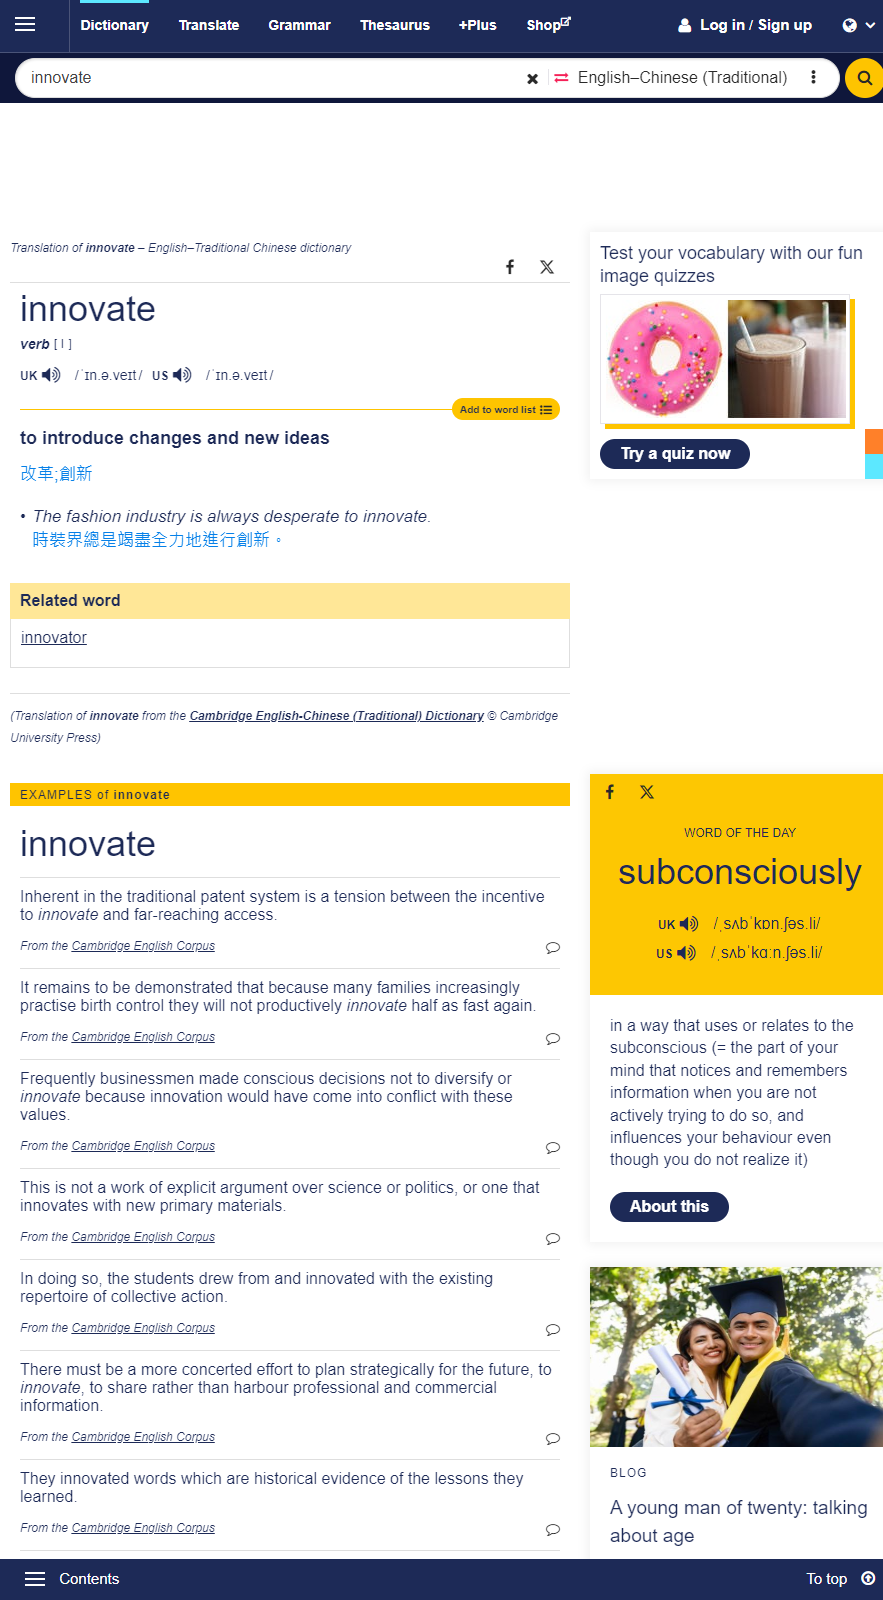 Dictionary Translate Grammar Thesaurus +Plus Shop Log in / Sign up
innovate English–Chinese (Traditional)
Translation of innovate – English–Traditional Chinese dictionary
innovate
verb [ I ]
UK /ˈɪn.ə.veɪt/ US /ˈɪn.ə.veɪt/
Add to word list
to introduce changes and new ideas
改革;創新
• The fashion industry is always desperate to innovate.
時裝界總是竭盡全力地進行創新。
Related word
innovator
(Translation of innovate from the Cambridge English-Chinese (Traditional) Dictionary © Cambridge
University Press)
EXAMPLES of innovate
innovate
Inherent in the traditional patent system is a tension between the incentive
to innovate and far-reaching access.
From the Cambridge English Corpus
It remains to be demonstrated that because many families increasingly
practise birth control they will not productively innovate half as fast again.
From the Cambridge English Corpus
Frequently businessmen made conscious decisions not to diversify or
innovate because innovation would have come into conflict with these
values.
From the Cambridge English Corpus
This is not a work of explicit argument over science or politics, or one that
innovates with new primary materials.
From the Cambridge English Corpus
In doing so, the students drew from and innovated with the existing
repertoire of collective action.
From the Cambridge English Corpus
There must be a more concerted effort to plan strategically for the future, to
innovate, to share rather than harbour professional and commercial
information.
From the Cambridge English Corpus
They innovated words which are historical evidence of the lessons they
learned.
From the Cambridge English Corpus
Test your vocabulary with our fun
image quizzes
Try a quiz now
WORD OF THE DAY
subconsciously
UK /ˌsʌbˈkɒn.ʃəs.li/
US /ˌsʌbˈkɑːn.ʃəs.li/
in a way that uses or relates to the
subconscious (= the part of your
mind that notices and remembers
information when you are not
actively trying to do so, and
influences your behaviour even
though you do not realize it)
About this
BLOG
A young man of twenty: talking
about age
Contents To top